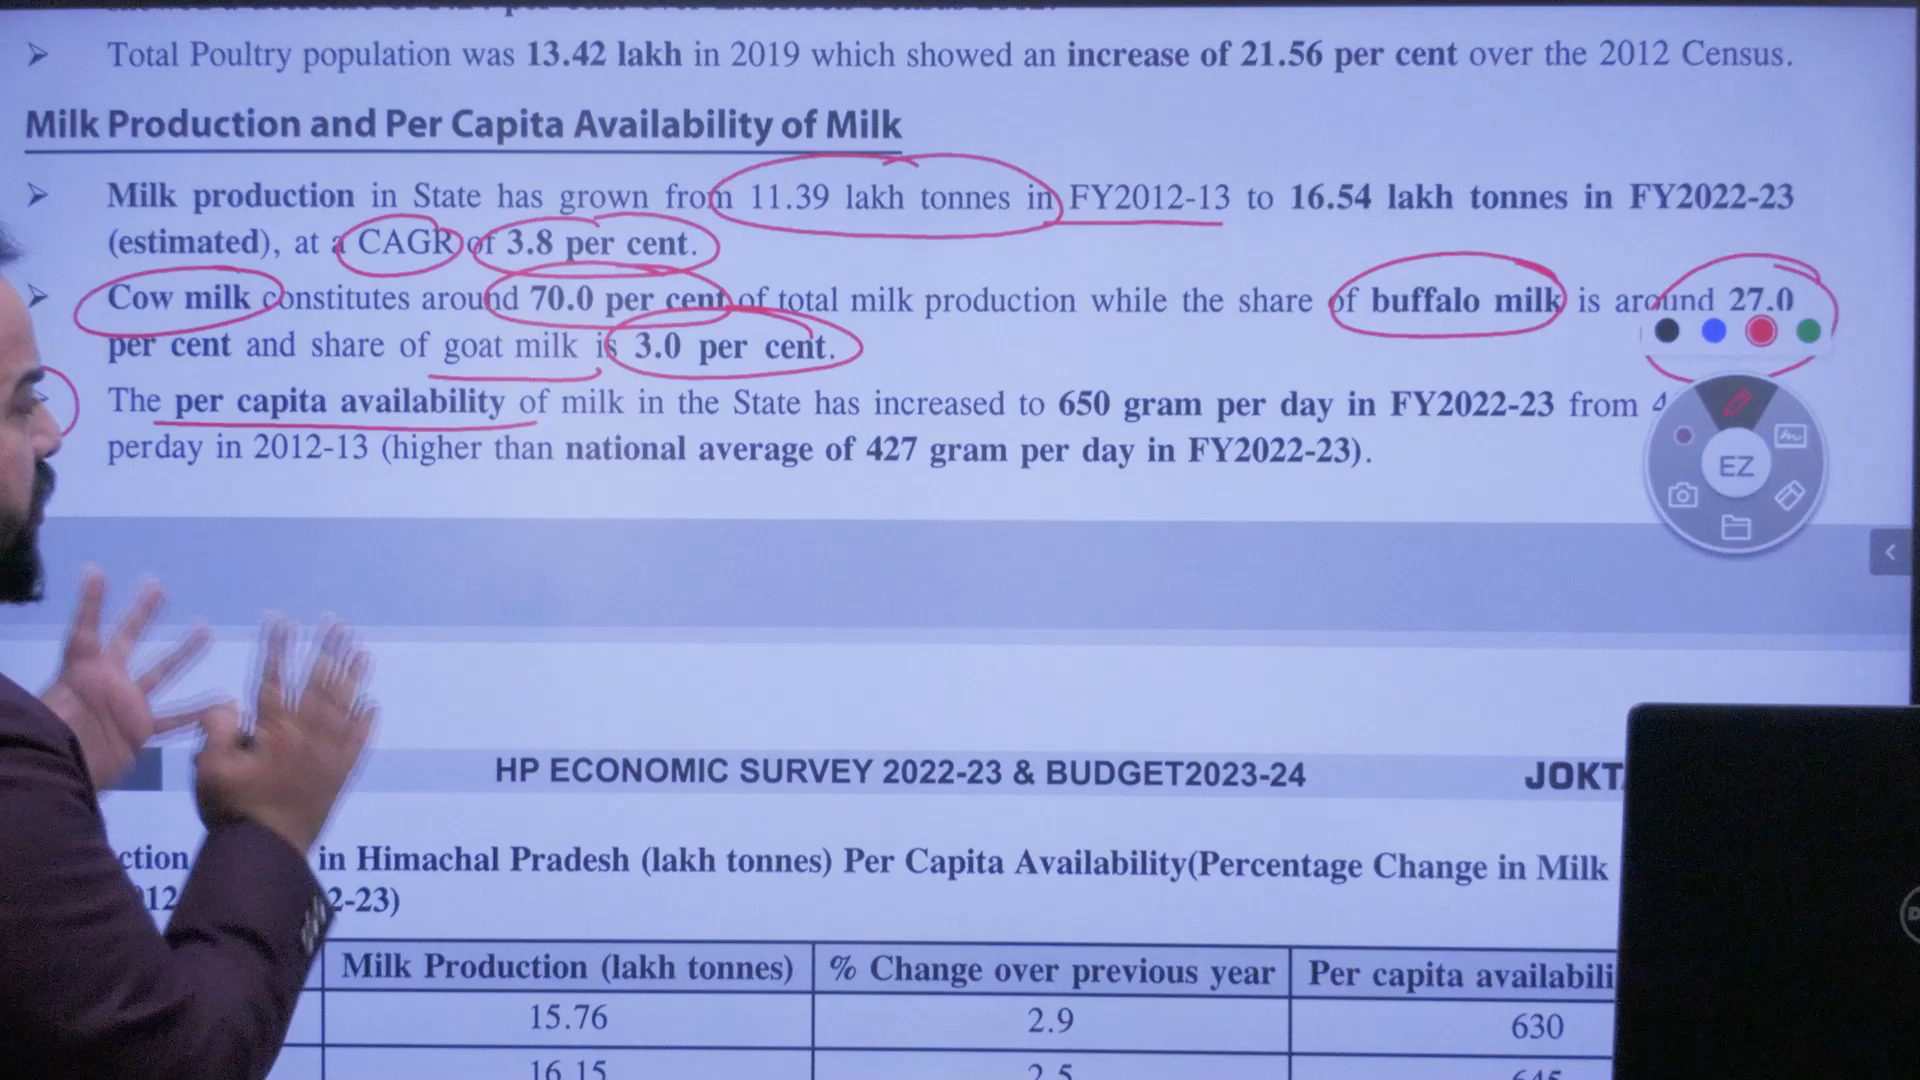 ➢ Total Poultry population was 13.42 lakh in 2019 which showed an increase of 21.56 per cent over the 2012 Census.
Milk Production and Per Capita Availability of Milk
➢ Milk production in State has grown from 11.39 lakh tonnes in FY2012-13 to 16.54 lakh tonnes in FY2022-23
(estimated), at a CAGR of 3.8 per cent.
➢ Cow milk constitutes around 70.0 per cent of total milk production while the share of buffalo milk is around 27.0
per cent and share of goat milk is 3.0 per cent.
The per capita availability of milk in the State has increased to 650 gram per day in FY2022-23 from 4
perday in 2012-13 (higher than national average of 427 gram per day in FY2022-23).
EZ
HP ECONOMIC SURVEY 2022-23 & BUDGET2023-24 JOKT
ction in Himachal Pradesh (lakh tonnes) Per Capita Availability(Percentage Change in Milk
12 2-23)
Milk Production (lakh tonnes) % Change over previous year Per capita availabili
15.76 2.9 630
16.15 2.5 645